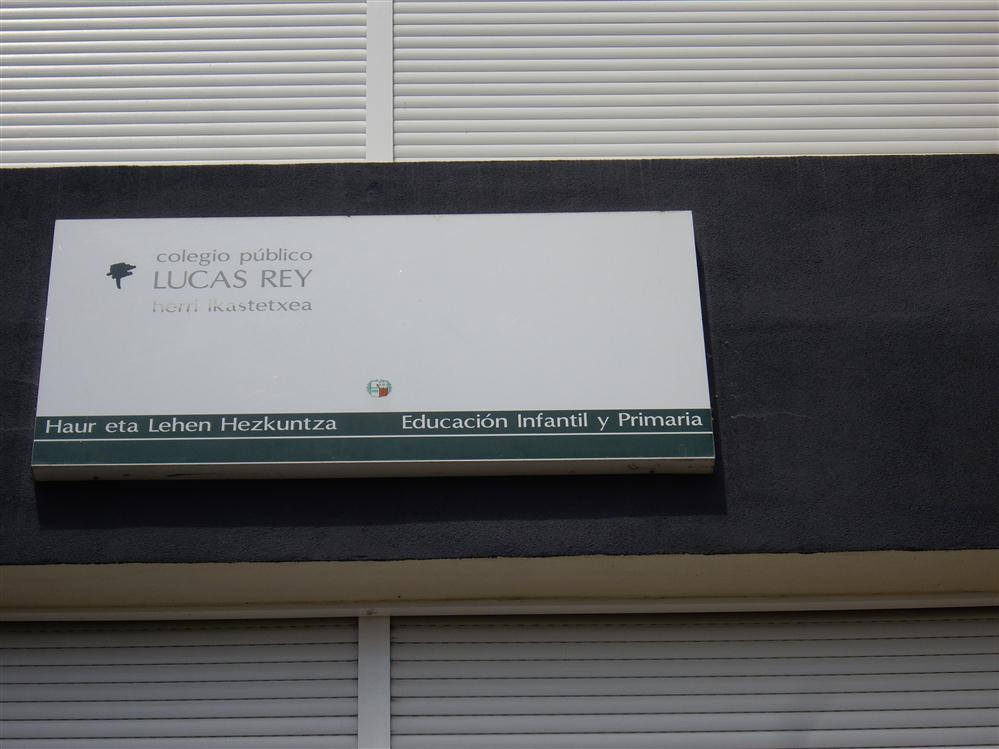 colegio público
LUCAS REY
herri ikastetxea
Haur eta Lehen Hezkuntza
Educación Infantil y Primaria